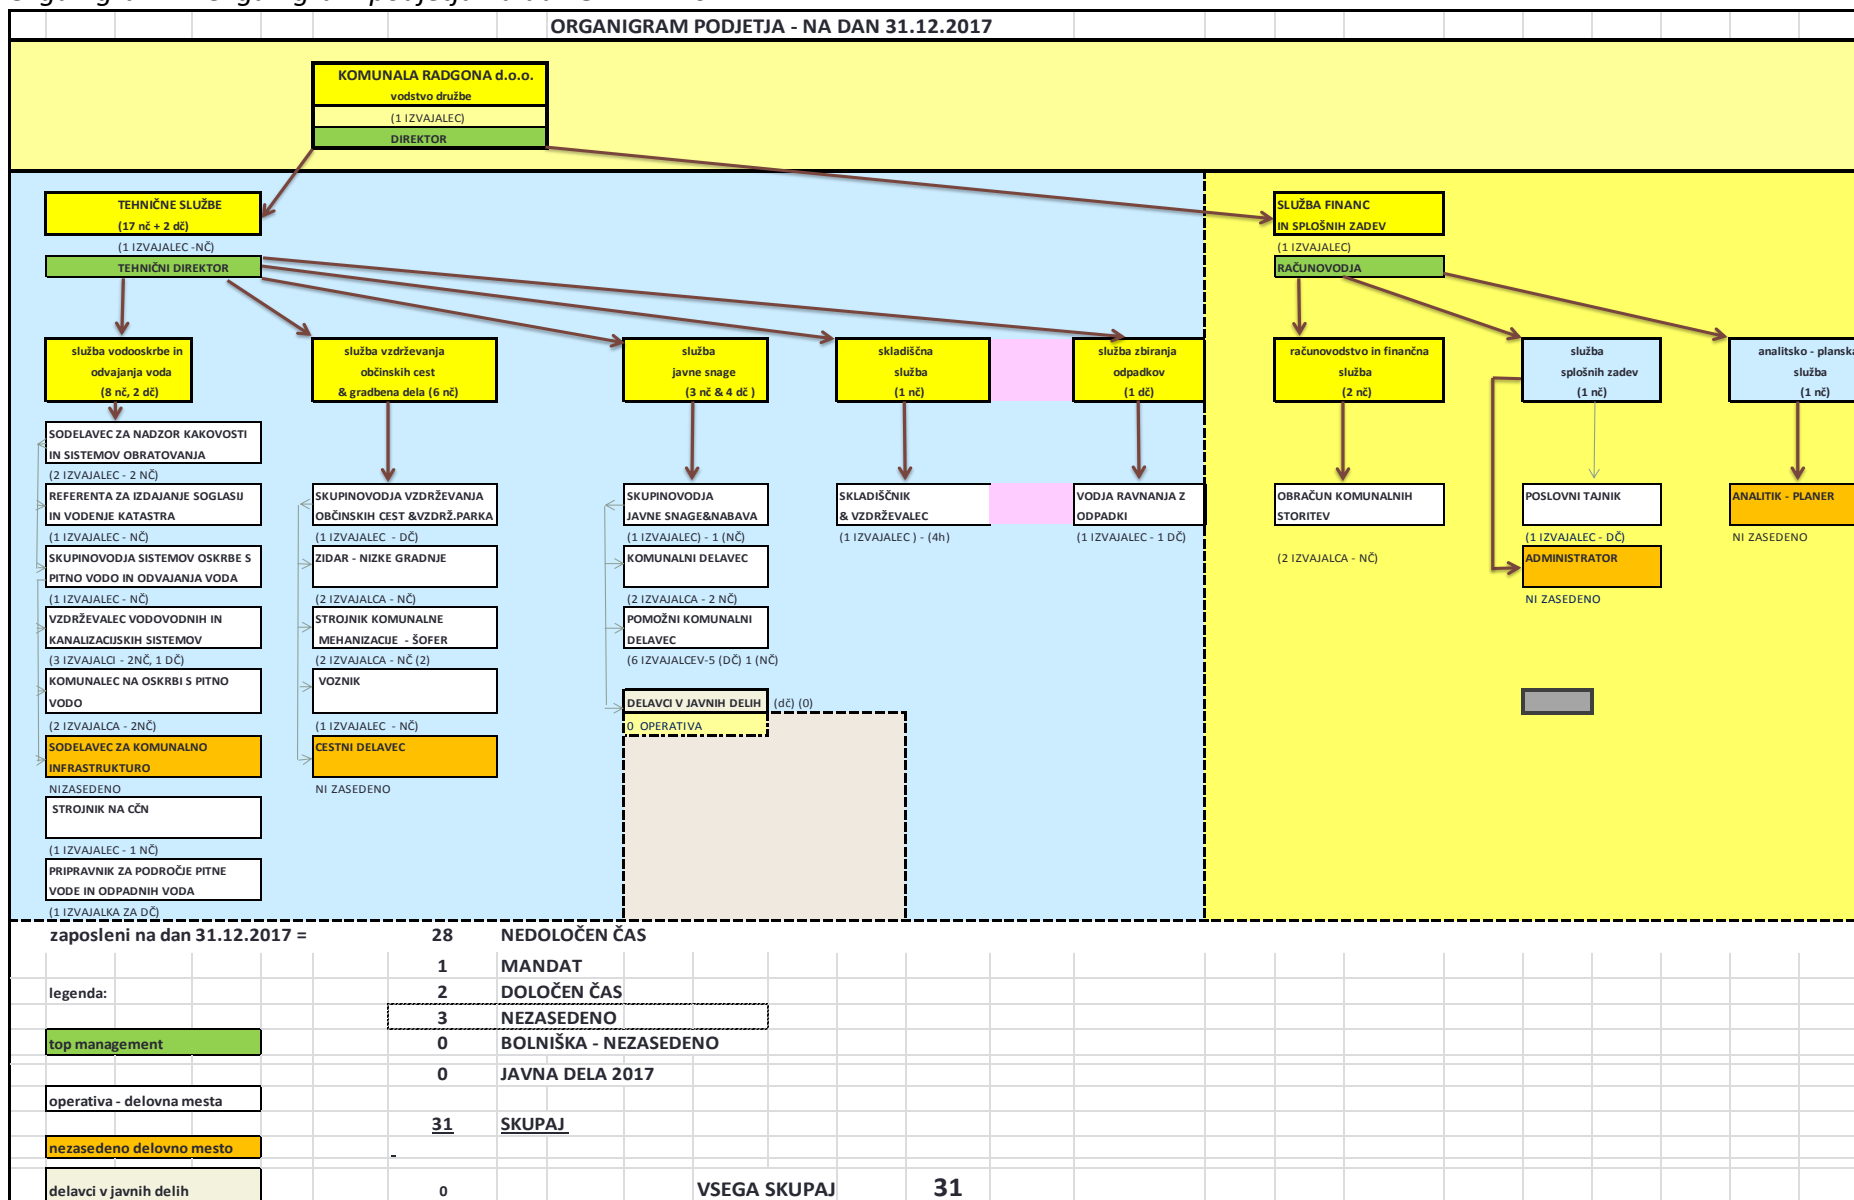 ORGANIGRAM PODJETJA - NA DAN 31.12.2017
KOMUNALA RADGONA d.o.o.
vodstvo družbe
(1 IZVAJALEC)
DIREKTOR
TEHNIČNE SLUŽBE
(17 nč + 2 dč)
(1 IZVAJALEC -NČ)
TEHNIČNI DIREKTOR
SLUŽBA FINANC
IN SPLOŠNIH ZADEV
(1 IZVAJALEC)
RAČUNOVODJA
služba vodooskrbe in
odvajanja voda
(8 nč, 2 dč)
služba vzdrževanja
občinskih cest
& gradbena dela (6 nč)
služba
javne snage
(3 nč & 4 dč )
skladiščna
služba
(1 nč)
služba zbiranja
odpadkov
(1 dč)
računovodstvo in finančna
služba
(2 nč)
služba
splošnih zadev
(1 nč)
analitsko - planska
služba
(1 nč)
SODELAVEC ZA NADZOR KAKOVOSTI
IN SISTEMOV OBRATOVANJA
(2 IZVAJALEC - 2 NČ)
REFERENTA ZA IZDAJANJE SOGLASIJ
IN VODENJE KATASTRA
(1 IZVAJALEC - NČ)
SKUPINOVODJA SISTEMOV OSKRBE S
PITNO VODO IN ODVAJANJA VODA
(1 IZVAJALEC - NČ)
VZDRŽEVALEC VODOVODNIH IN
KANALIZACIJSKIH SISTEMOV
(3 IZVAJALCI - 2NČ, 1 DČ)
KOMUNALEC NA OSKRBI S PITNO
VODO
(2 IZVAJALCA - 2NČ)
SODELAVEC ZA KOMUNALNO
INFRASTRUKTURO
NIZASEDENO
STROJNIK NA CČN
(1 IZVAJALEC - 1 NČ)
PRIPRAVNIK ZA PODROČJE PITNE
VODE IN ODPADNIH VODA
(1 IZVAJALKA ZA DČ)
SKUPINOVODJA VZDRŽEVANJA
OBČINSKIH CEST &VZDRŽ.PARKA
(1 IZVAJALEC - DČ)
ZIDAR - NIZKE GRADNJE
(2 IZVAJALCA - NČ)
STROJNIK KOMUNALNE
MEHANIZACIJE - ŠOFER
(2 IZVAJALCA - NČ (2)
VOZNIK
(1 IZVAJALEC - NČ)
CESTNI DELAVEC
NI ZASEDENO
SKUPINOVODJA
JAVNE SNAGE&NABAVA
(1 IZVAJALEC) - 1 (NČ)
KOMUNALNI DELAVEC
(2 IZVAJALCA - 2 NČ)
POMOŽNI KOMUNALNI
DELAVEC
(6 IZVAJALCEV-5 (DČ) 1 (NČ)
DELAVCI V JAVNIH DELIH (dč) (0)
0 OPERATIVA
SKLADIŠČNIK
& VZDRŽEVALEC
(1 IZVAJALEC ) - (4h)
VODJA RAVNANJA Z
ODPADKI
(1 IZVAJALEC - 1 DČ)
OBRAČUN KOMUNALNIH
STORITEV
(2 IZVAJALCA - NČ)
POSLOVNI TAJNIK
(1 IZVAJALEC - DČ)
ADMINISTRATOR
NI ZASEDENO
ANALITIK - PLANER
NI ZASEDENO
zaposleni na dan 31.12.2017 = 28 NEDOLOČEN ČAS
1 MANDAT
legenda: 2 DOLOČEN ČAS
3 NEZASEDENO
top management 0 BOLNIŠKA - NEZASEDENO
0 JAVNA DELA 2017
operativa - delovna mesta
31 SKUPAJ
nezasedeno delovno mesto -
delavci v javnih delih 0 VSEGA SKUPAJ 31